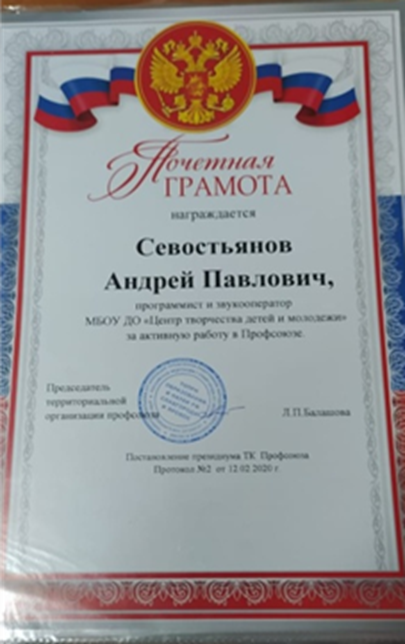 Почетная
ГРАМОТА
награждается
Севостьянов
Андрей Павлович,
программист и звукооператор
МБОУ ДО «Центр творчества детей и молодежи»
за активную работу в Профсоюзе.
Председатель
территориальной
организации профсоюза
Л.П.Балашова
Постановление президиума ТК Профсоюза
Протокол №2 от 12.02.2020 г.